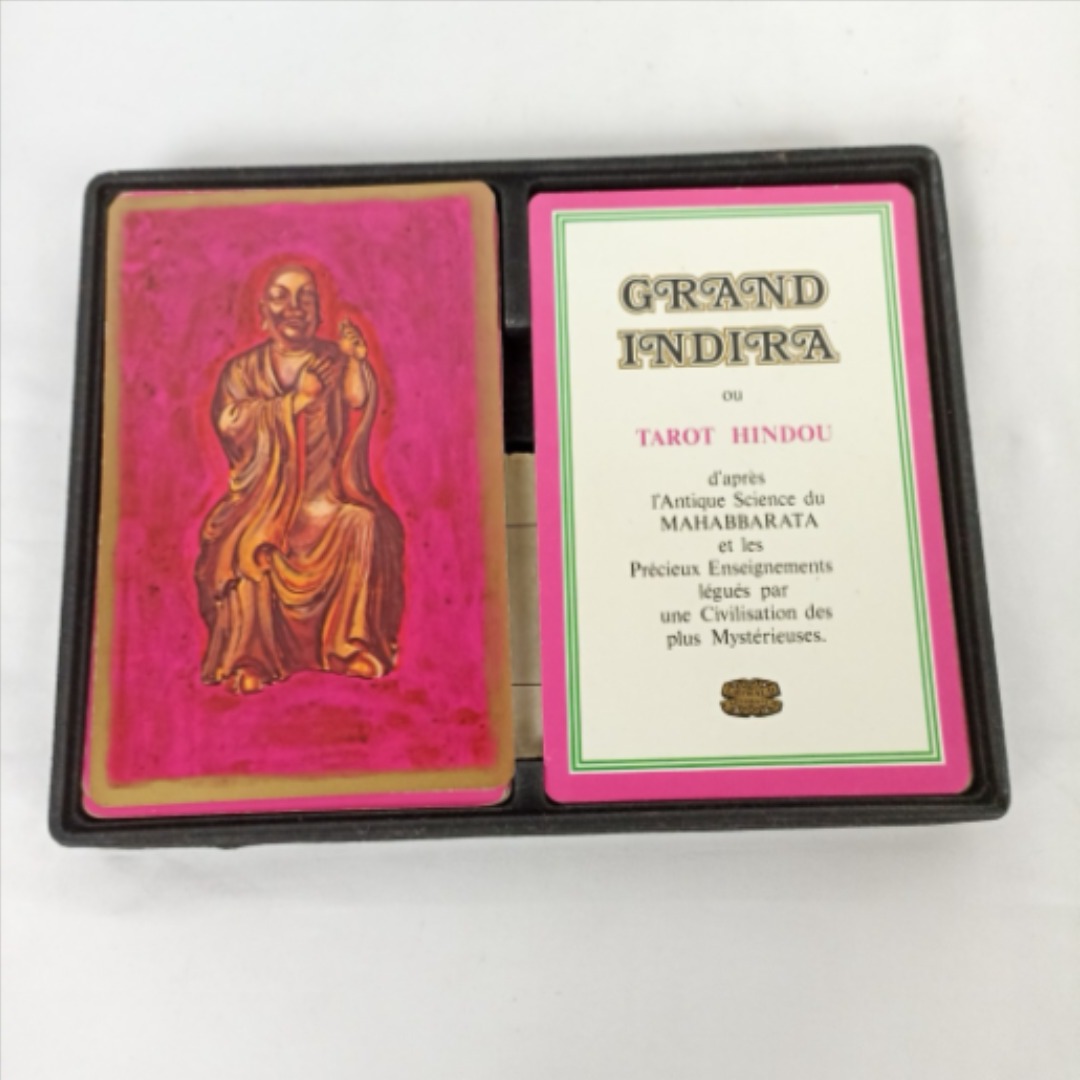 GRAND
INDIRA
ou
TAROT HINDOU
d'après
l'Antique Science du
MAHABBARATA
et les
Précieux Enseignements
légués par
une Civilisation des
plus Mystérieuses.